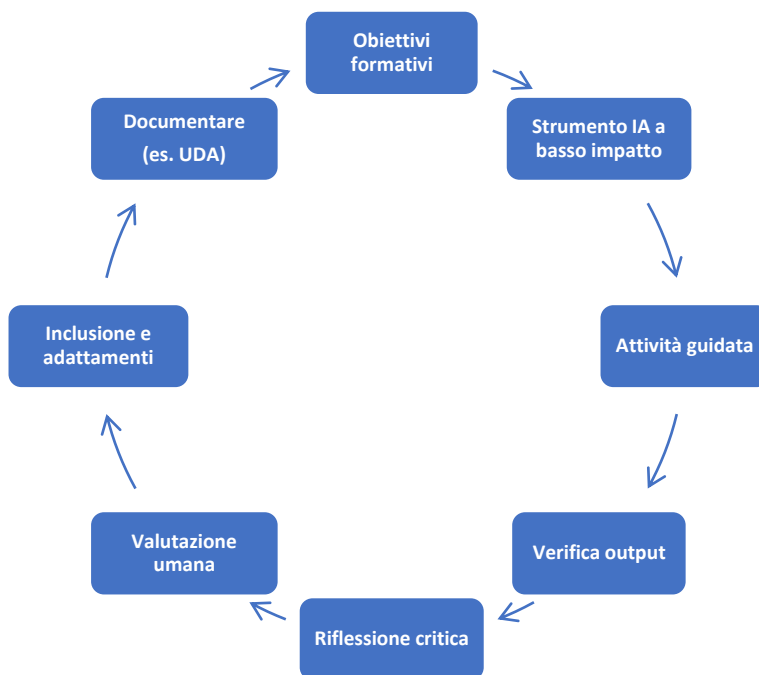 Obiettivi
formativi
Strumento IA a
basso impatto
Attività guidata
Verifica output
Riflessione critica
Valutazione
umana
Inclusione e
adattamenti
Documentare
(es. UDA)